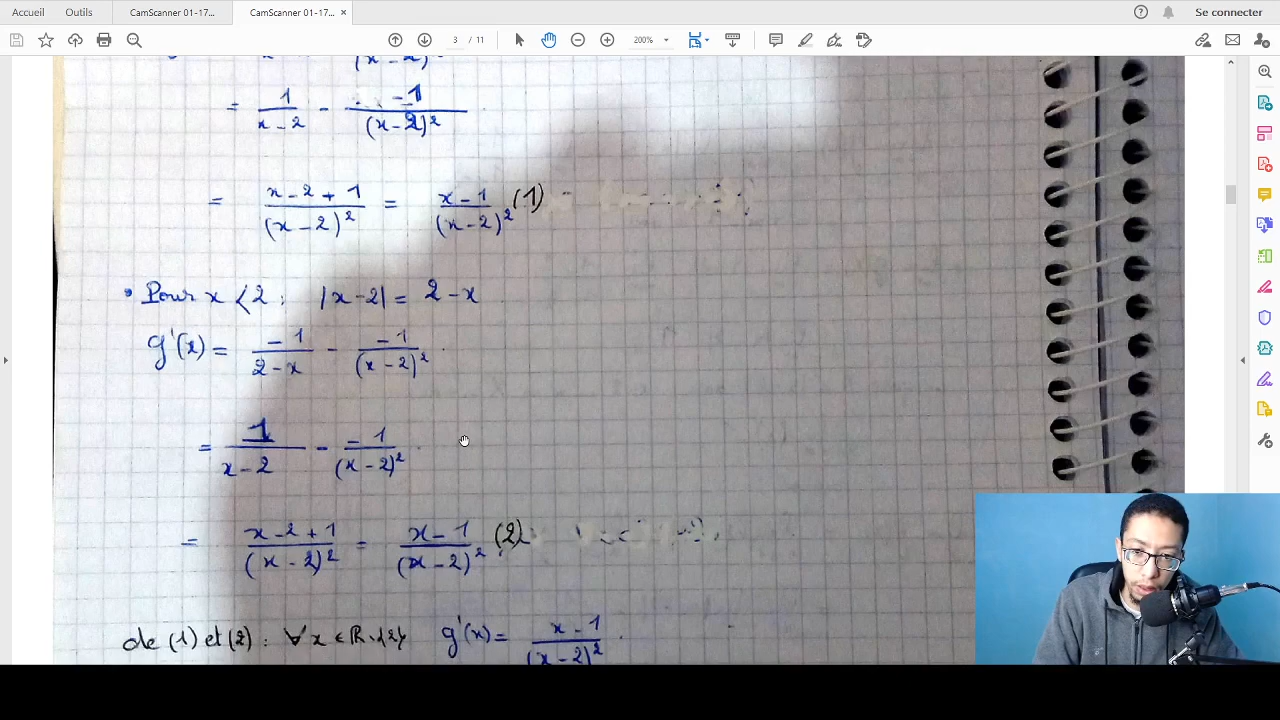 Accueil Outils CamScanner 01-17... CamScanner 01-17... × Se connecter
3 / 11 200%
(x-2)²
= 1/(x-2) - -1/(x-2)²
= (x-2+1)/(x-2)² = (x-1)/(x-2)² (1)
• Pour x < 2 : |x-2| = 2-x
g'(x) = -1/(2-x) - -1/(x-2)²
= 1/(x-2) - -1/(x-2)²
= (x-2+1)/(x-2)² = (x-1)/(x-2)² (2)
de (1) et (2) : ∀x ∈ ℝ\{2} g'(x) = (x-1)/(x-2)²